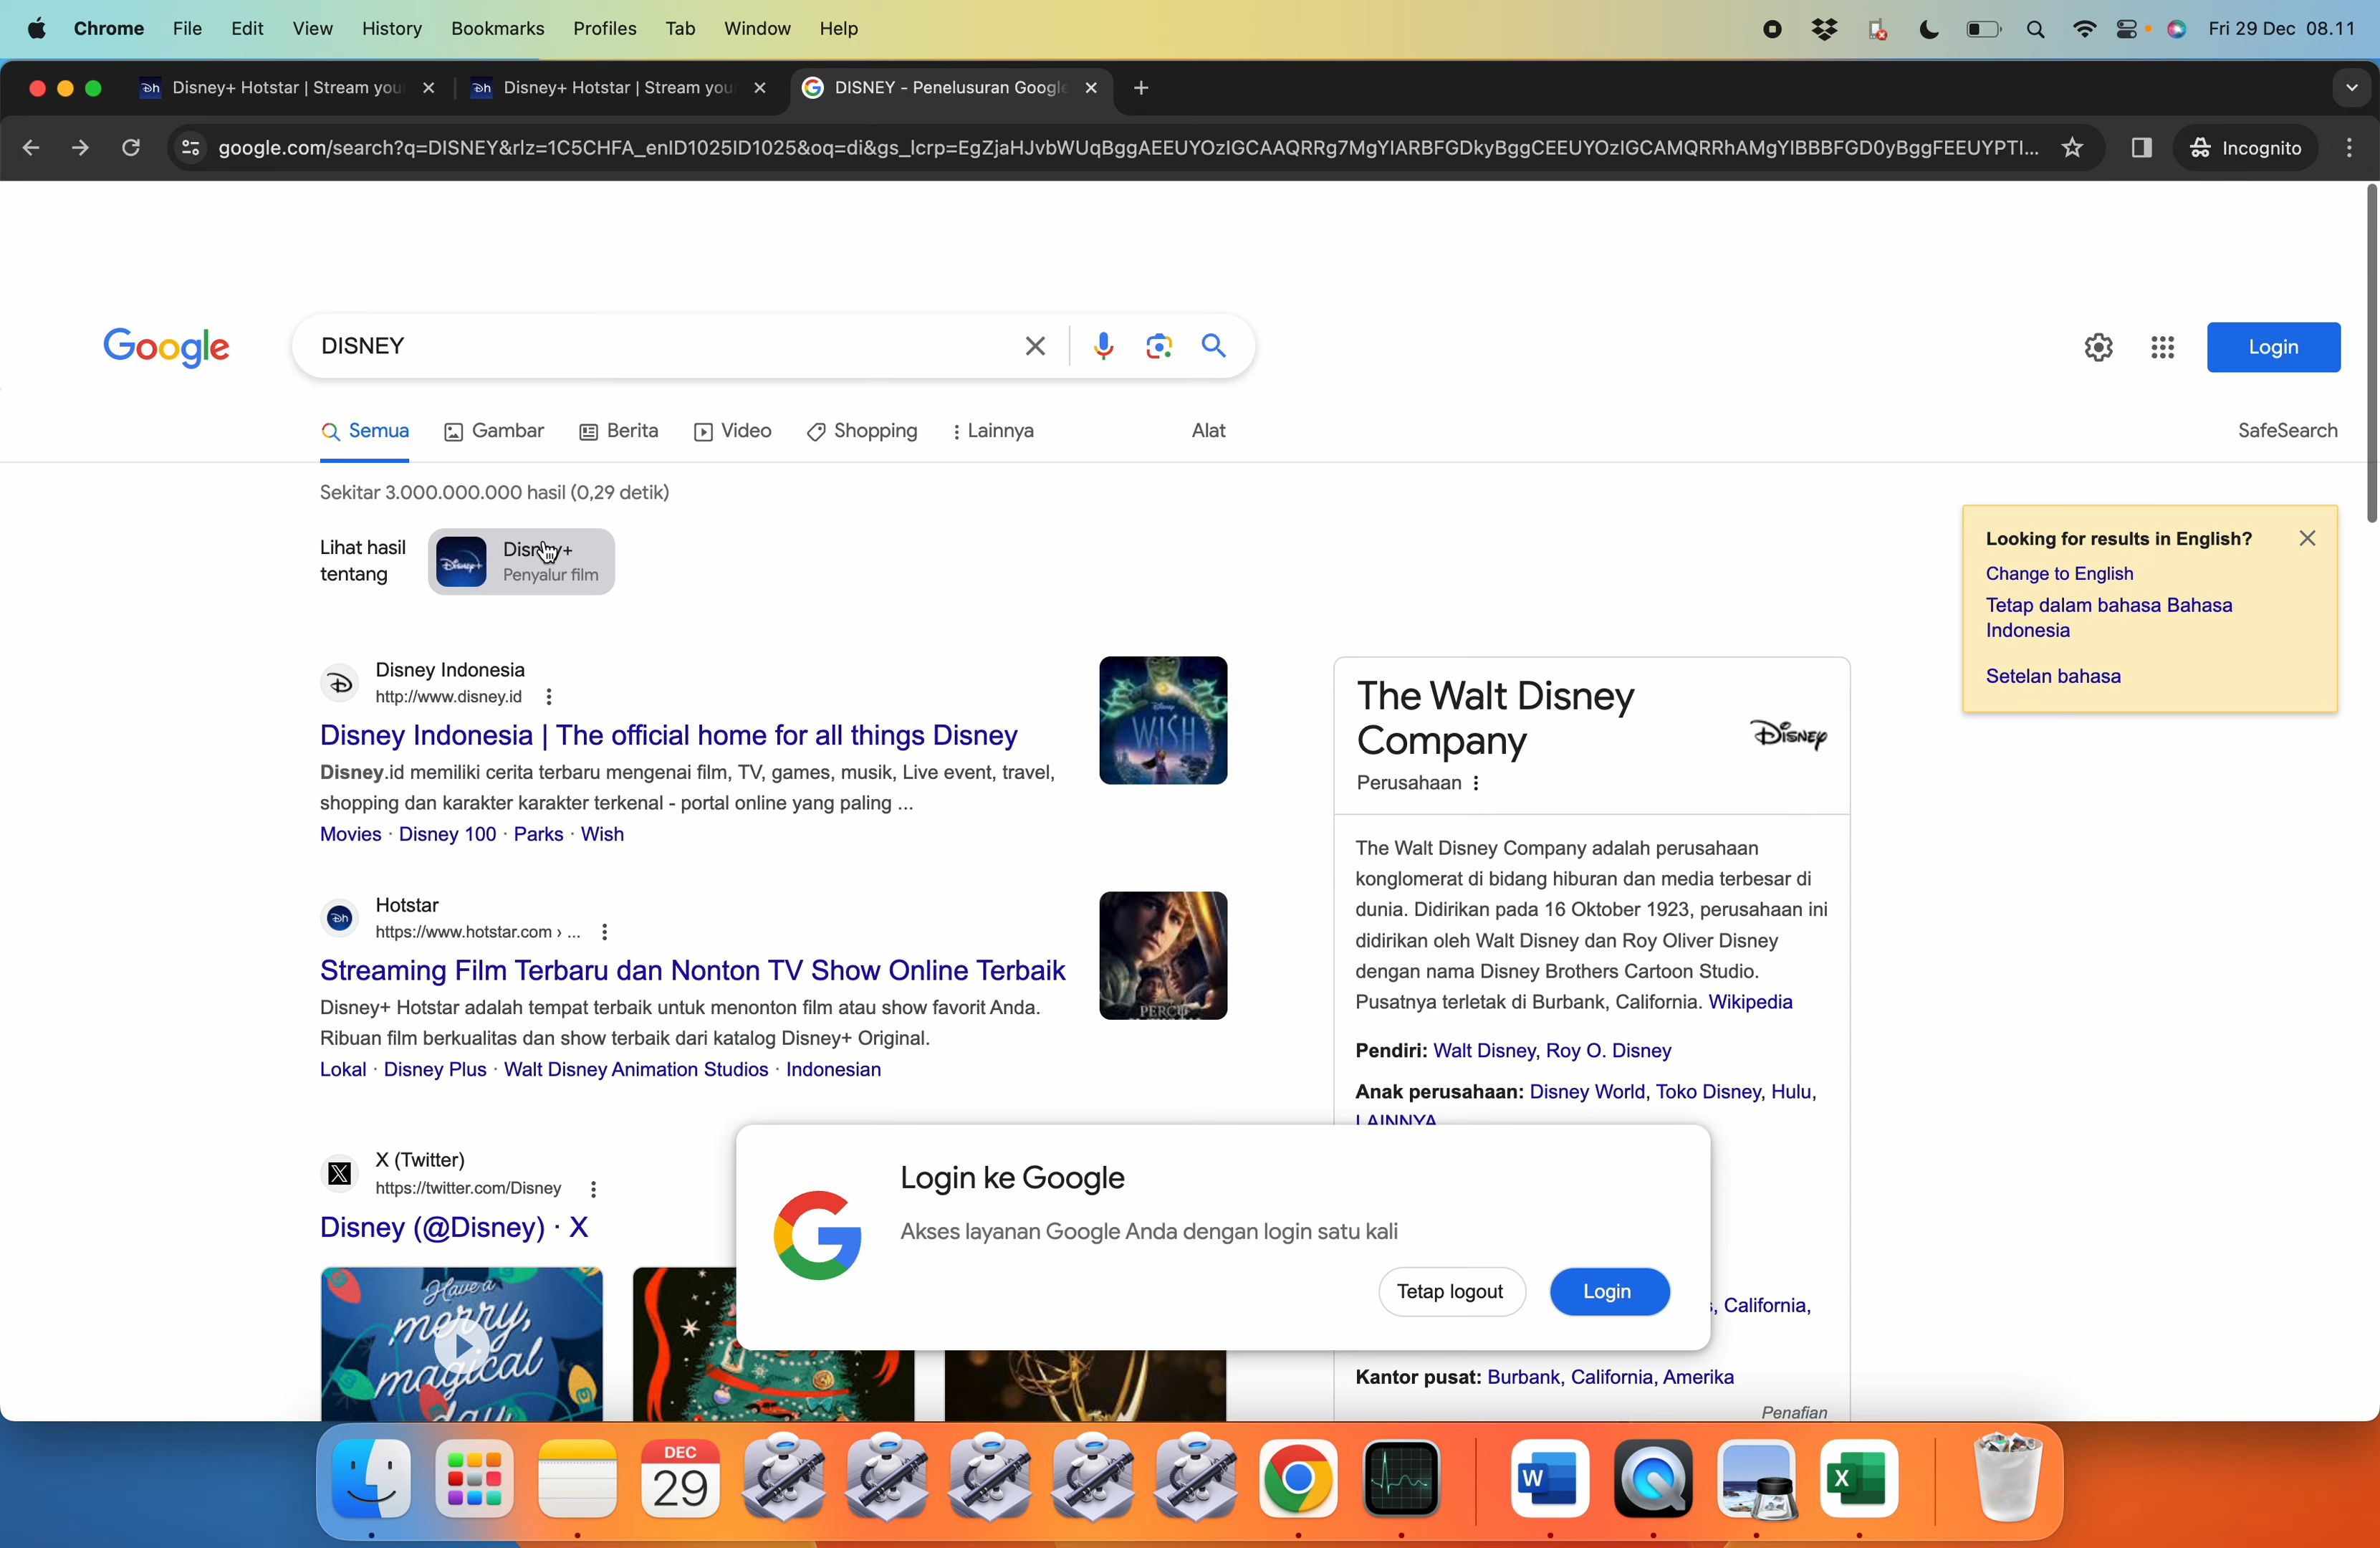 Chrome File Edit View History Bookmarks Profiles Tab Window Help Fri 29 Dec 08.11
Disney+ Hotstar | Stream you Disney+ Hotstar | Stream you DISNEY - Penelusuran Google
google.com/search?q=DISNEY&rlz=1C5CHFA_enID1025ID1025&oq=di&gs_lcrp=EgZjaHJvbWUqBggAEEUYOzIGCAAQRRg7MgYIARBFGDkyBggCEEUYOzIGCAMQRRhAMgYIBBBFGD0yBggFEEUYPTI... Incognito
Google DISNEY Login
Semua Gambar Berita Video Shopping Lainnya Alat SafeSearch
Sekitar 3.000.000.000 hasil (0,29 detik)
Lihat hasil
tentang
Disney+
Penyalur film
Looking for results in English?
Change to English
Tetap dalam bahasa Bahasa
Indonesia
Setelan bahasa
Disney Indonesia
http://www.disney.id
Disney Indonesia | The official home for all things Disney
Disney.id memiliki cerita terbaru mengenai film, TV, games, musik, Live event, travel,
shopping dan karakter karakter terkenal - portal online yang paling ...
Movies · Disney 100 · Parks · Wish
Disney
WISH
Hotstar
https://www.hotstar.com › ...
Streaming Film Terbaru dan Nonton TV Show Online Terbaik
Disney+ Hotstar adalah tempat terbaik untuk menonton film atau show favorit Anda.
Ribuan film berkualitas dan show terbaik dari katalog Disney+ Original.
Lokal · Disney Plus · Walt Disney Animation Studios · Indonesian
X (Twitter)
https://twitter.com/Disney
Disney (@Disney) · X
Have a
merry,
magical
day
The Walt Disney
Company
Disney
Perusahaan
The Walt Disney Company adalah perusahaan
konglomerat di bidang hiburan dan media terbesar di
dunia. Didirikan pada 16 Oktober 1923, perusahaan ini
didirikan oleh Walt Disney dan Roy Oliver Disney
dengan nama Disney Brothers Cartoon Studio.
Pusatnya terletak di Burbank, California. Wikipedia
Pendiri: Walt Disney, Roy O. Disney
Anak perusahaan: Disney World, Toko Disney, Hulu,
LAINNYA
, California,
Kantor pusat: Burbank, California, Amerika
Penafian
Login ke Google
Akses layanan Google Anda dengan login satu kali
Tetap logout Login
DEC
29
W
X